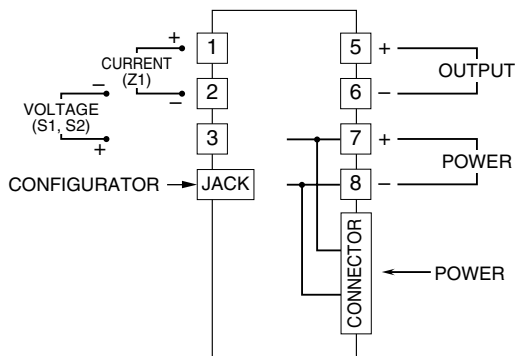 + 1 5 +
CURRENT
(Z1)
OUTPUT
– – 2 6 –
VOLTAGE
(S1, S2)
+ 3 7 +
POWER
CONFIGURATOR JACK 8 –
CONNECTOR
POWER